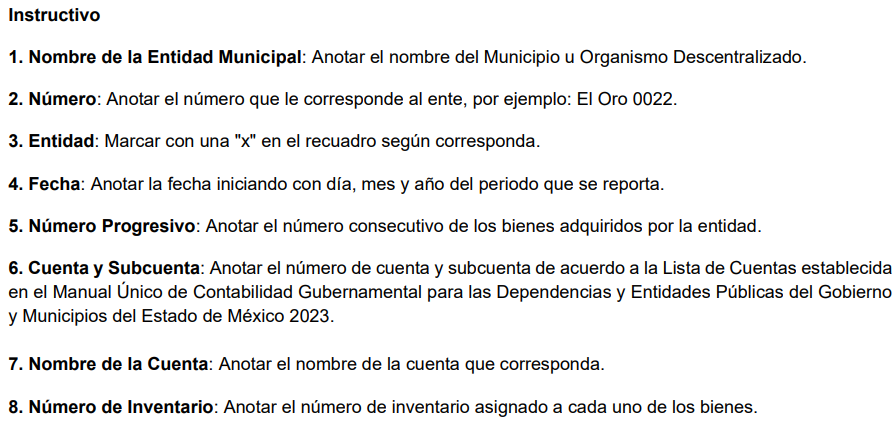 Instructivo
1. Nombre de la Entidad Municipal: Anotar el nombre del Municipio u Organismo Descentralizado.
2. Número: Anotar el número que le corresponde al ente, por ejemplo: El Oro 0022.
3. Entidad: Marcar con una "x" en el recuadro según corresponda.
4. Fecha: Anotar la fecha iniciando con día, mes y año del periodo que se reporta.
5. Número Progresivo: Anotar el número consecutivo de los bienes adquiridos por la entidad.
6. Cuenta y Subcuenta: Anotar el número de cuenta y subcuenta de acuerdo a la Lista de Cuentas establecida
en el Manual Único de Contabilidad Gubernamental para las Dependencias y Entidades Públicas del Gobierno
y Municipios del Estado de México 2023.
7. Nombre de la Cuenta: Anotar el nombre de la cuenta que corresponda.
8. Número de Inventario: Anotar el número de inventario asignado a cada uno de los bienes.